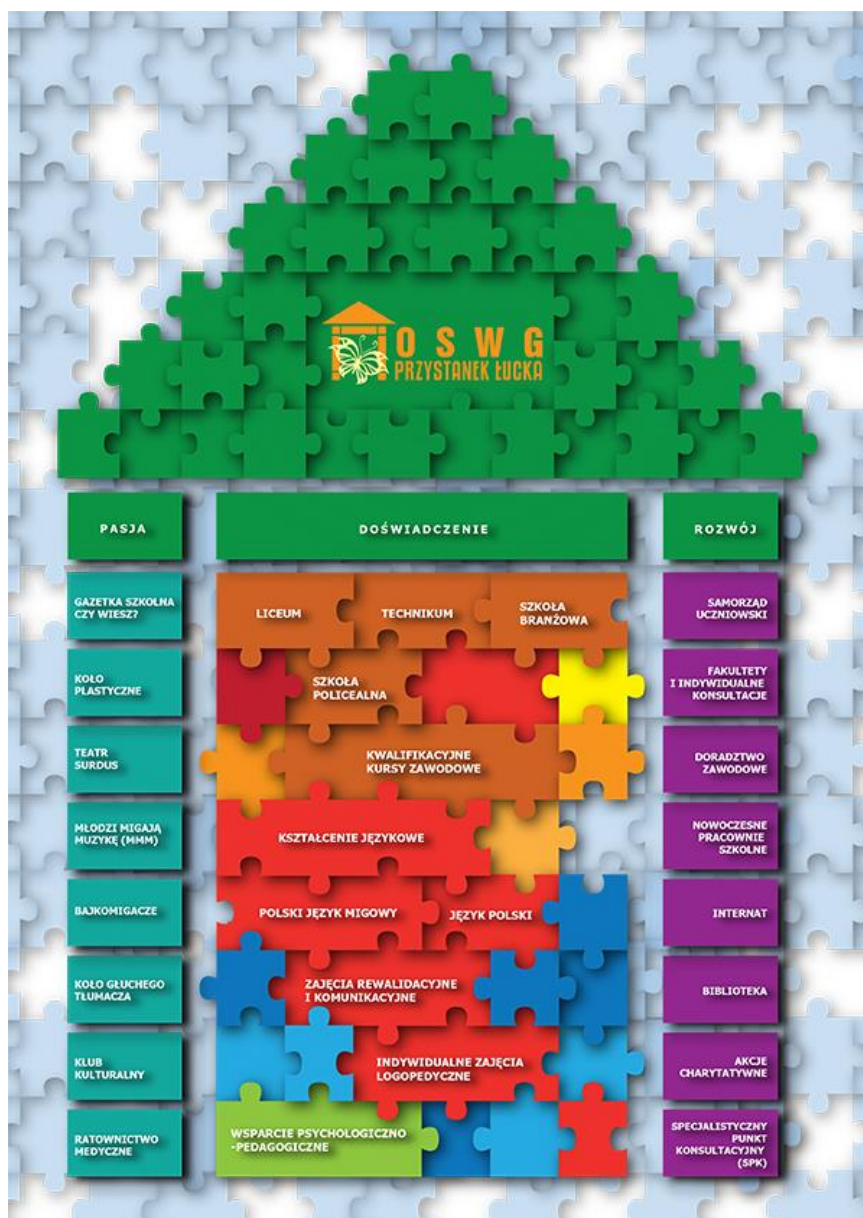 OSWG
PRZYSTANEK ŁUCKA
PASJA
DOŚWIADCZENIE
ROZWÓJ
GAZETKA SZKOLNA
CZY WIESZ?
LICEUM
TECHNIKUM
SZKOŁA
BRANŻOWA
SAMORZĄD
UCZNIOWSKI
KOŁO
PLASTYCZNE
SZKOŁA
POLICEALNA
FAKULTETY
I INDYWIDUALNE
KONSULTACJE
TEATR
SURDUS
KWALIFIKACYJNE
KURSY ZAWODOWE
DORADZTWO
ZAWODOWE
MŁODZI MIGAJĄ
MUZYKĘ (MMM)
KSZTAŁCENIE JĘZYKOWE
NOWOCZESNE
PRACOWNIE
SZKOLNE
BAJKOMIGACZE
POLSKI JĘZYK MIGOWY
JĘZYK POLSKI
INTERNAT
KOŁO GŁUCHEGO
TŁUMACZA
ZAJĘCIA REWALIDACYJNE
I KOMUNIKACYJNE
BIBLIOTEKA
KLUB
KULTURALNY
INDYWIDUALNE ZAJĘCIA
LOGOPEDYCZNE
AKCJE
CHARYTATYWNE
RATOWNICTWO
MEDYCZNE
WSPARCIE PSYCHOLOGICZNO
-PEDAGOGICZNE
SPECJALISTYCZNY
PUNKT
KONSULTACYJNY
(SPK)